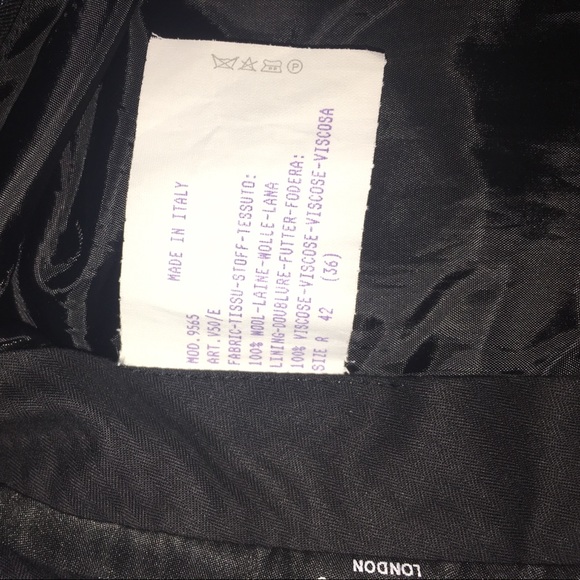 MADE IN ITALY
MOD.9565
ART.V50/E
FABRIC-TISSU-STOFF-TESSUTO:
100% WOOL-LAINE-WOLLE-LANA
LINING-DOUBLURE-FUTTER-FODERA:
100% VISCOSE-VISCOSE-VISCOSE-VISCOSA
SIZE R 42 (36)
P
LONDON